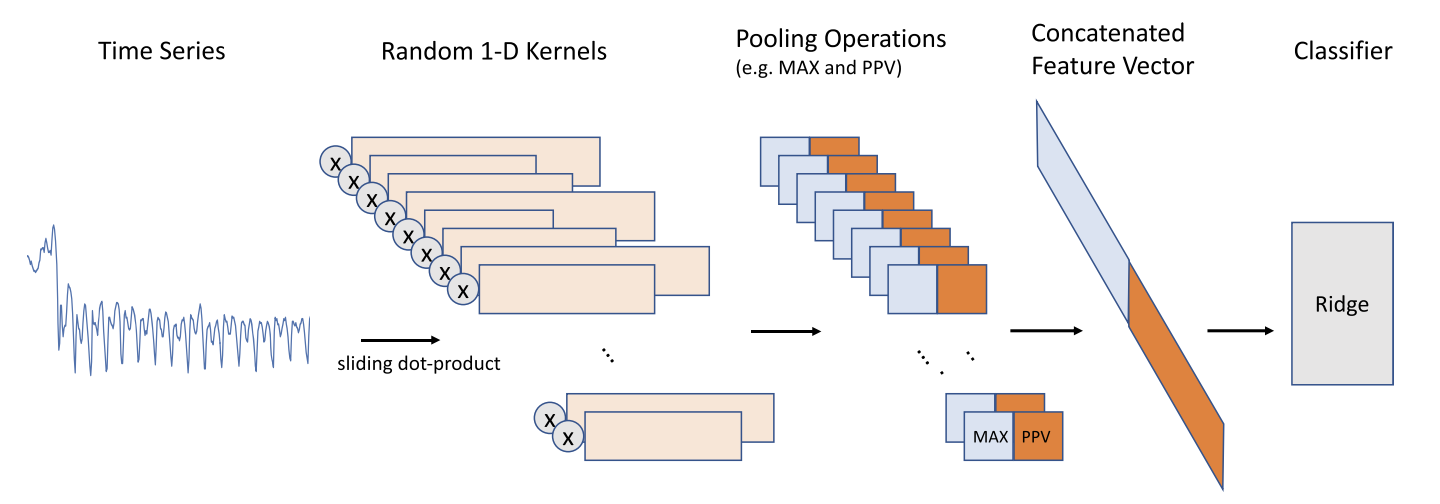 Time Series
Random 1-D Kernels
Pooling Operations
(e.g. MAX and PPV)
Concatenated
Feature Vector
Classifier
x
x
x
x
x
x
x
x
sliding dot-product
Ridge
x
x
MAX
PPV